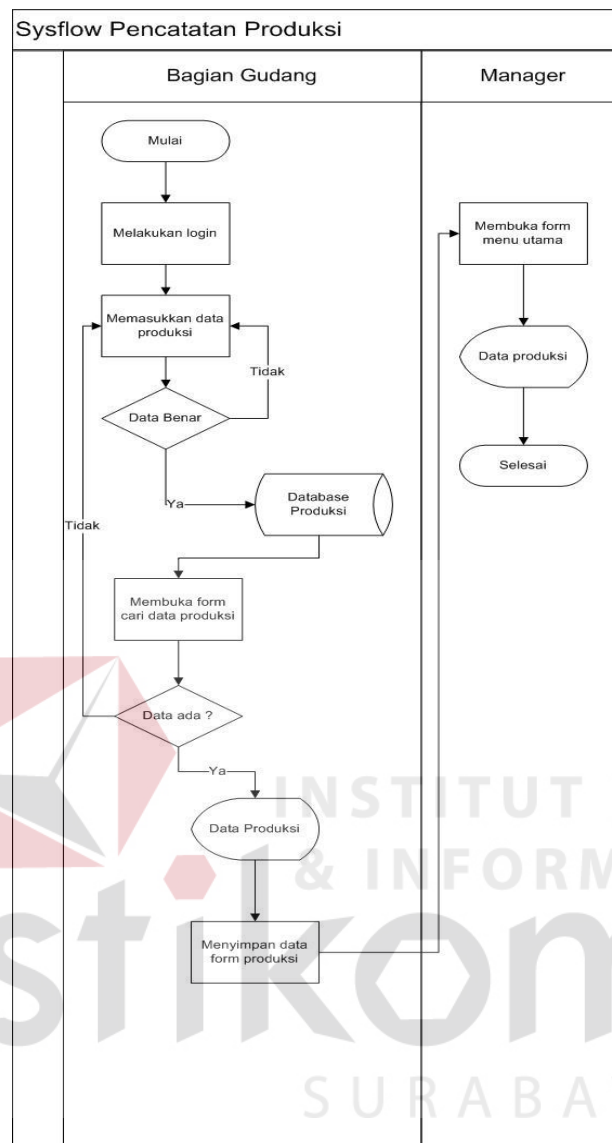 Sysflow Pencatatan Produksi
Bagian Gudang
Manager
Mulai
Melakukan login
Memasukkan data
produksi
Tidak
Data Benar
Ya
Database
Produksi
Tidak
Membuka form
cari data produksi
Data ada ?
Ya
Data Produksi
Menyimpan data
form produksi
Membuka form
menu utama
Data produksi
Selesai
INSTITUT
& INFORM
stikom
SURABA